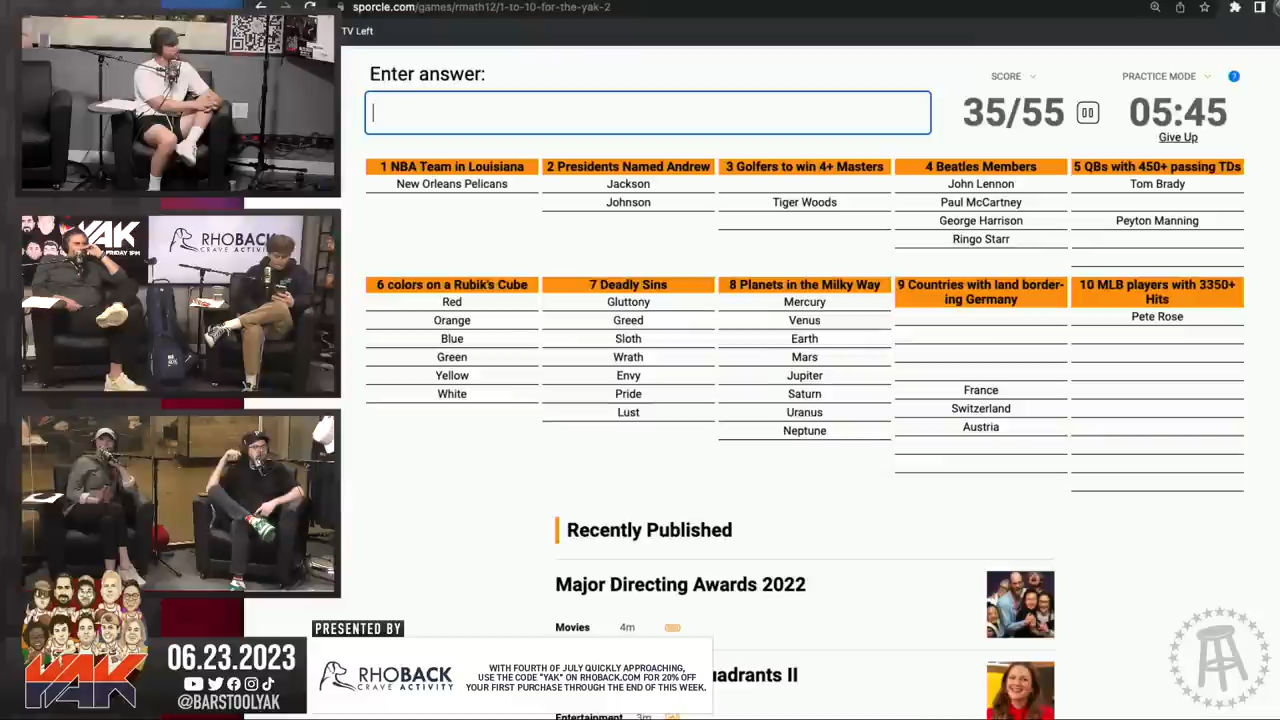 sporcle.com/games/rmath12/1-to-10-for-the-yak-2
TV Left
Enter answer:
SCORE
PRACTICE MODE
?
35/55
05:45
Give Up
1 NBA Team in Louisiana
New Orleans Pelicans
2 Presidents Named Andrew
Jackson
Johnson
3 Golfers to win 4+ Masters
Tiger Woods
4 Beatles Members
John Lennon
Paul McCartney
George Harrison
Ringo Starr
5 QBs with 450+ passing TDs
Tom Brady
Peyton Manning
6 colors on a Rubik's Cube
Red
Orange
Blue
Green
Yellow
White
7 Deadly Sins
Gluttony
Greed
Sloth
Wrath
Envy
Pride
Lust
8 Planets in the Milky Way
Mercury
Venus
Earth
Mars
Jupiter
Saturn
Uranus
Neptune
9 Countries with land border-
ing Germany
France
Switzerland
Austria
10 MLB players with 3350+
Hits
Pete Rose
Recently Published
Major Directing Awards 2022
Movies 4m
uadrants II
Entertainment 3m
YAK
FRIDAY 1PM
RHOBACK
CRAVE ACTIVITY
YAK
06.23.2023
@BARSTOOLYAK
PRESENTED BY
RHOBACK
CRAVE ACTIVITY
WITH FOURTH OF JULY QUICKLY APPROACHING,
USE THE CODE "YAK" ON RHOBACK.COM FOR 20% OFF
YOUR FIRST PURCHASE THROUGH THE END OF THIS WEEK.